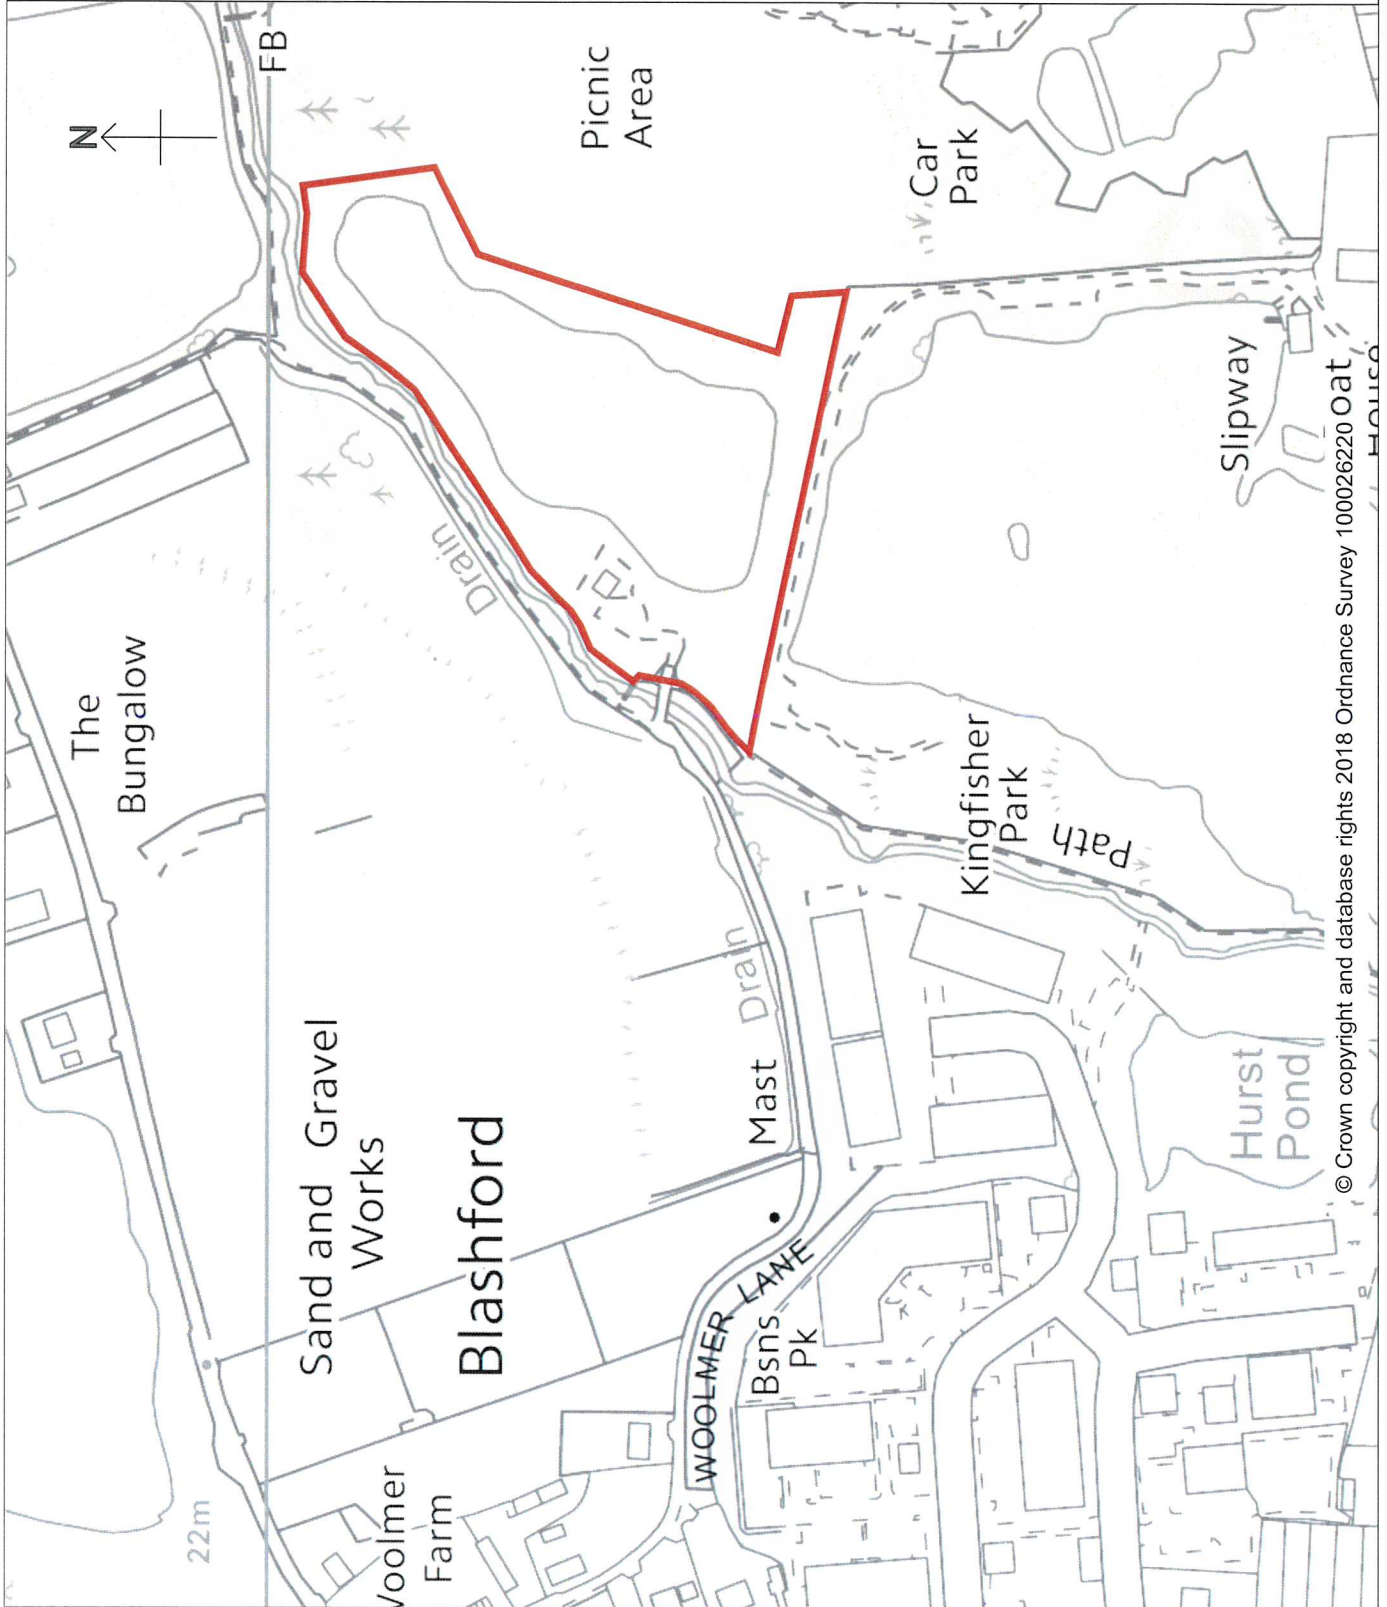 N
FB
Picnic
Area
The
Bungalow
22m
Sand and Gravel
Works
Blashford
Woolmer
Farm
Drain
Car
Park
Drain
Mast
WOOLMER LANE
Bsns
Pk
Kingfisher
Park
Path
Slipway
Hurst
Pond
Oat
© Crown copyright and database rights 2018 Ordnance Survey 100026220